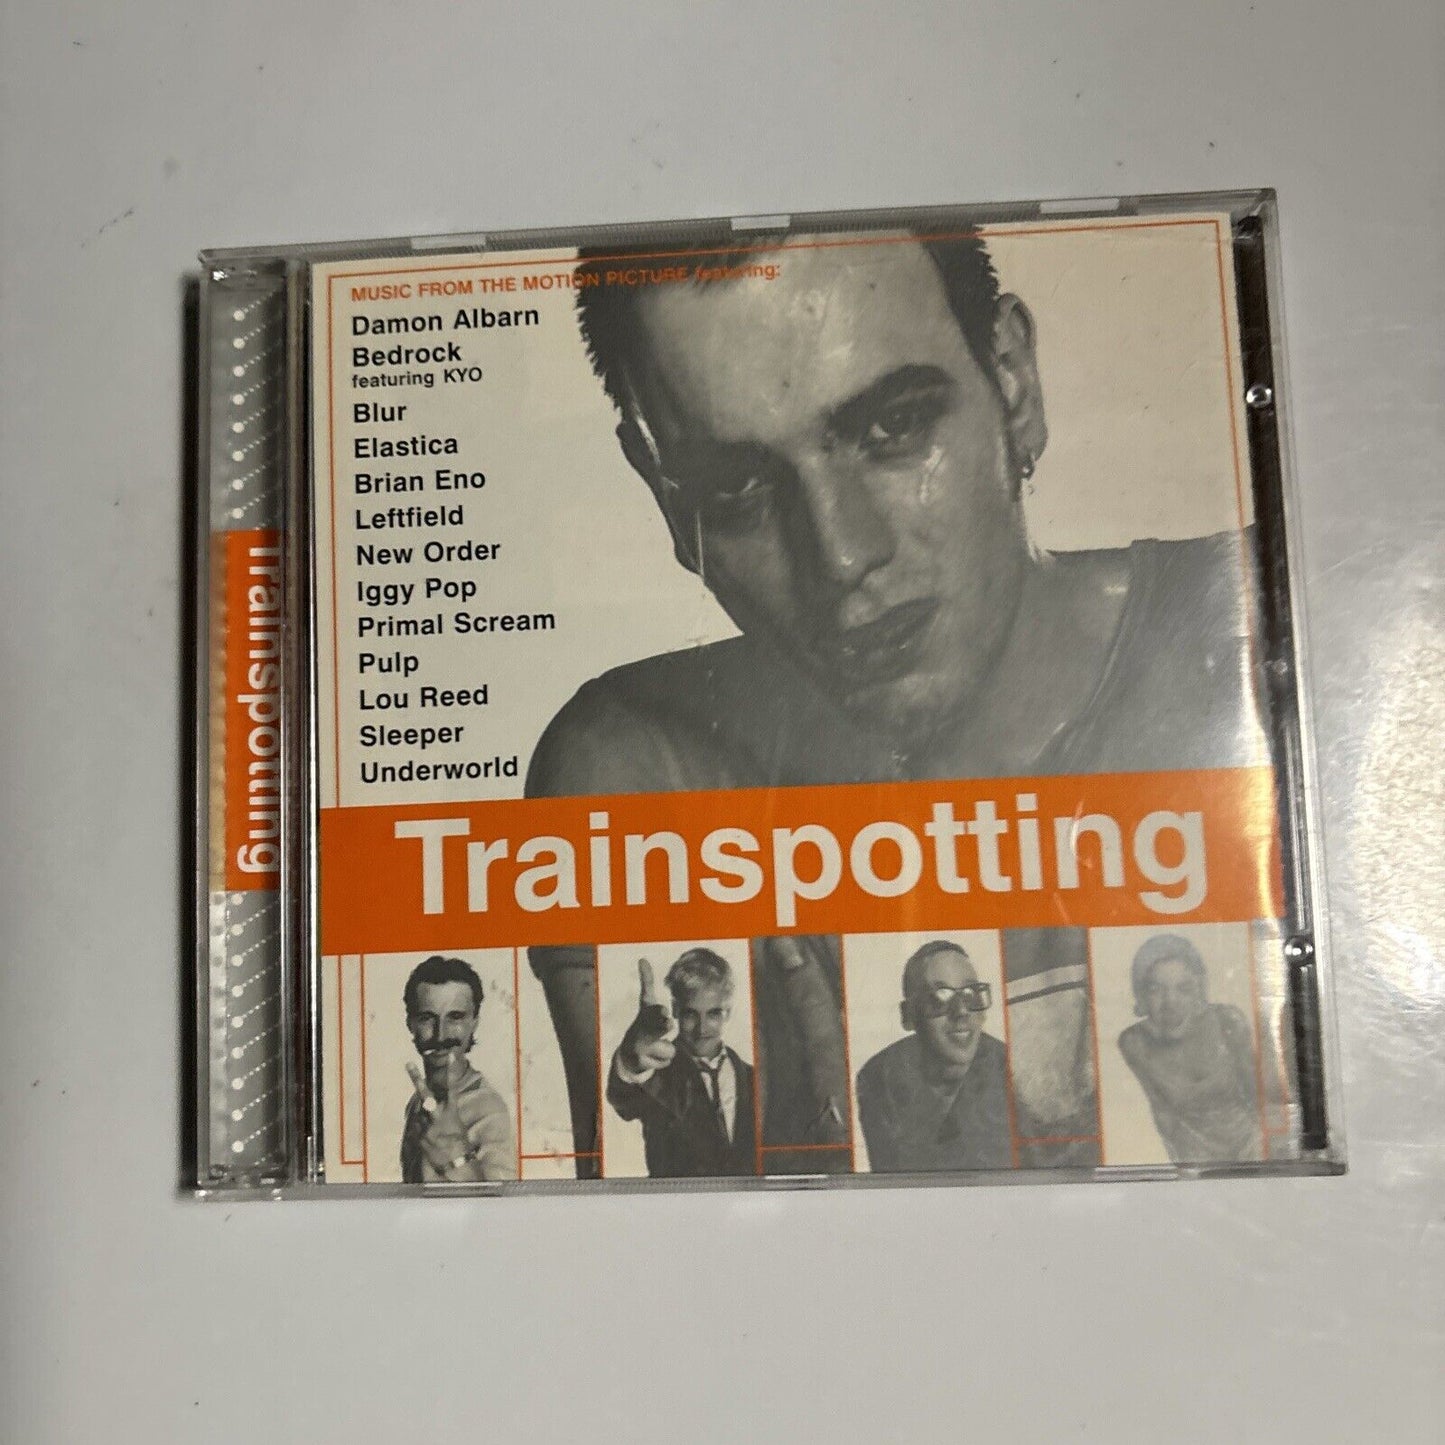 MUSIC FROM THE MOTION PICTURE featuring:
Damon Albarn
Bedrock
featuring KYO
Blur
Elastica
Brian Eno
Leftfield
New Order
Iggy Pop
Primal Scream
Pulp
Lou Reed
Sleeper
Underworld
Trainspotting
Trainspotting